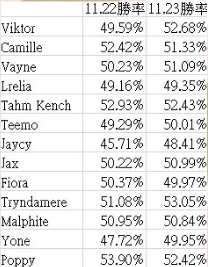 11.22勝率 11.23勝率
Viktor 49.59% 52.68%
Camille 52.42% 51.33%
Vayne 50.23% 51.09%
Lrelia 49.16% 49.35%
Tahm Kench 52.93% 52.43%
Teemo 49.29% 50.01%
Jaycy 45.71% 48.41%
Jax 50.22% 50.99%
Fiora 50.37% 49.97%
Tryndamere 51.08% 53.05%
Malphite 50.95% 50.84%
Yone 47.72% 49.95%
Poppy 53.90% 52.42%